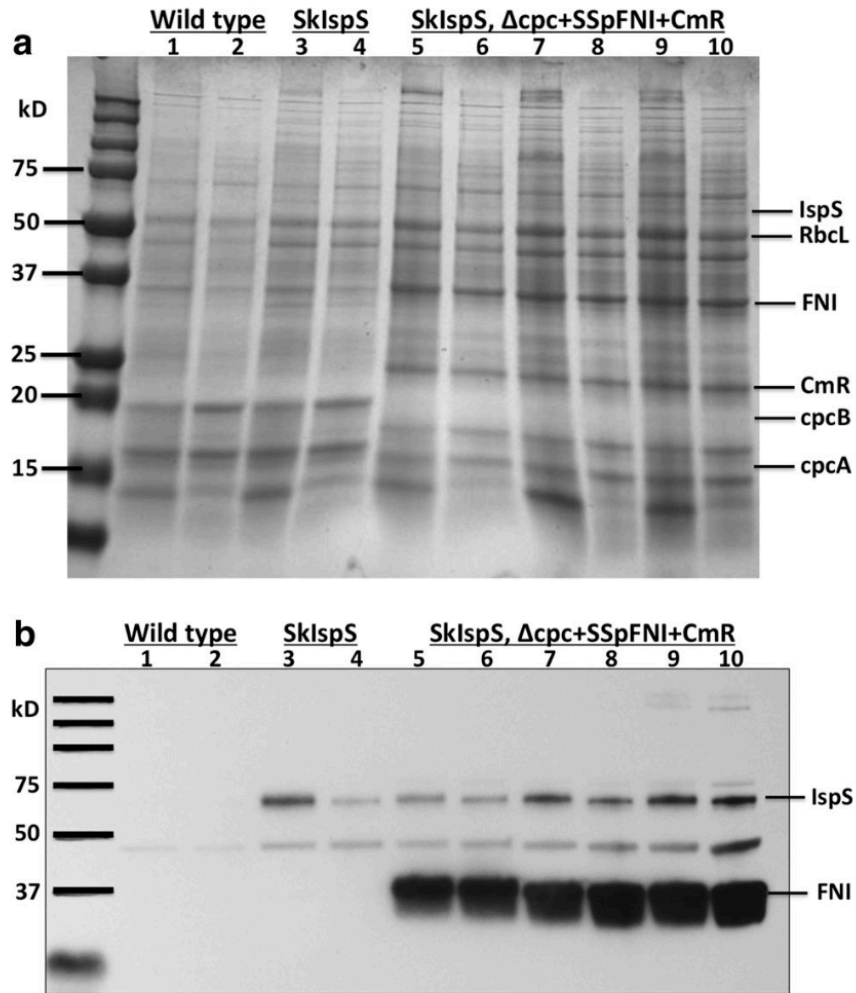 Wild type SkIspS SkIspS, Δcpc+SSpFNI+CmR
a 1 2 3 4 5 6 7 8 9 10
kD
75
50
37
25
20
15
IspS
RbcL
FNI
CmR
cpcB
cpcA
b Wild type SkIspS SkIspS, Δcpc+SSpFNI+CmR
1 2 3 4 5 6 7 8 9 10
kD
75
50
37
IspS
FNI